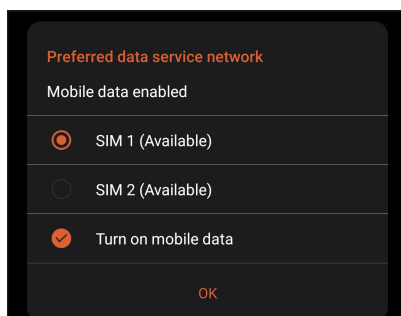 Preferred data service network
Mobile data enabled
SIM 1 (Available)
SIM 2 (Available)
Turn on mobile data
OK